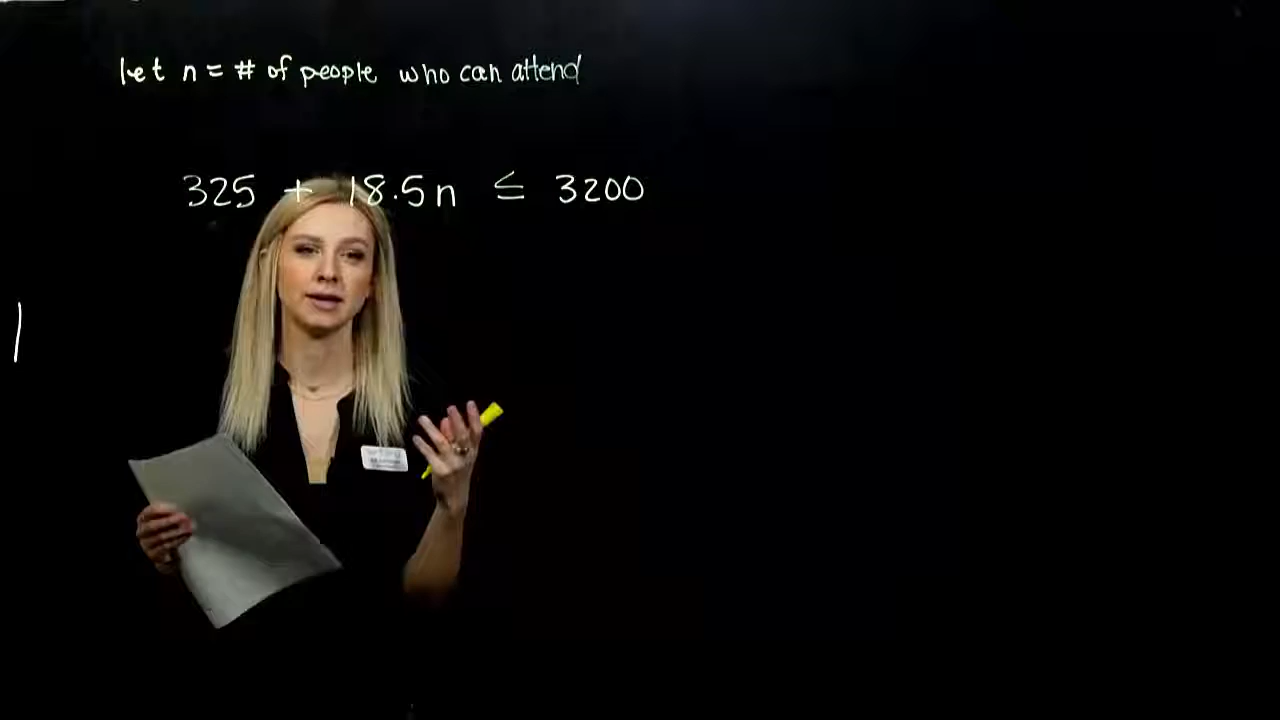 let n = # of people who can attend
325 + 18.5n ≤ 3200